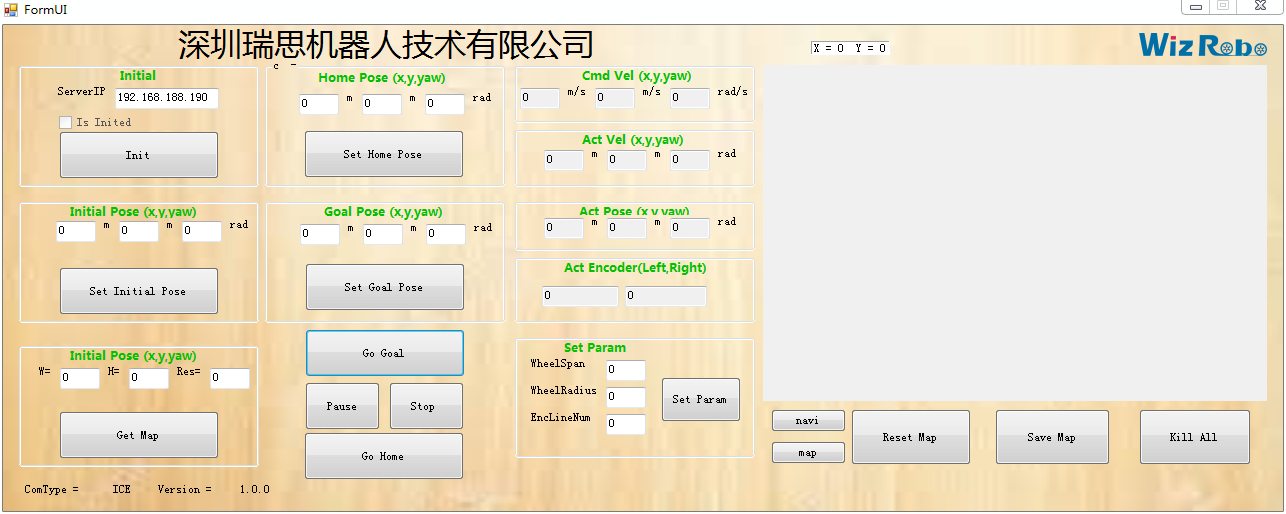 FormUI
深圳瑞思机器人技术有限公司
X = 0 Y = 0
Wiz Robo
Initial
ServerIP 192.168.188.190
Is Inited
Init
Home Pose (x,y,yaw)
0 m 0 m 0 rad
Set Home Pose
Cmd Vel (x,y,yaw)
0 m/s 0 m/s 0 rad/s
Act Vel (x,y,yaw)
0 m 0 m 0 rad
Initial Pose (x,y,yaw)
0 m 0 m 0 rad
Set Initial Pose
Goal Pose (x,y,yaw)
0 m 0 m 0 rad
Set Goal Pose
Act Pose (x,y,yaw)
0 m 0 m 0 rad
Act Encoder(Left,Right)
0 0
Initial Pose (x,y,yaw)
W= 0 H= 0 Res= 0
Get Map
Go Goal
Pause Stop
Go Home
Set Param
WheelSpan 0
WheelRadius 0
EncLineNum 0
Set Param
navi
map
Reset Map
Save Map
Kill All
ComType = ICE Version = 1.0.0